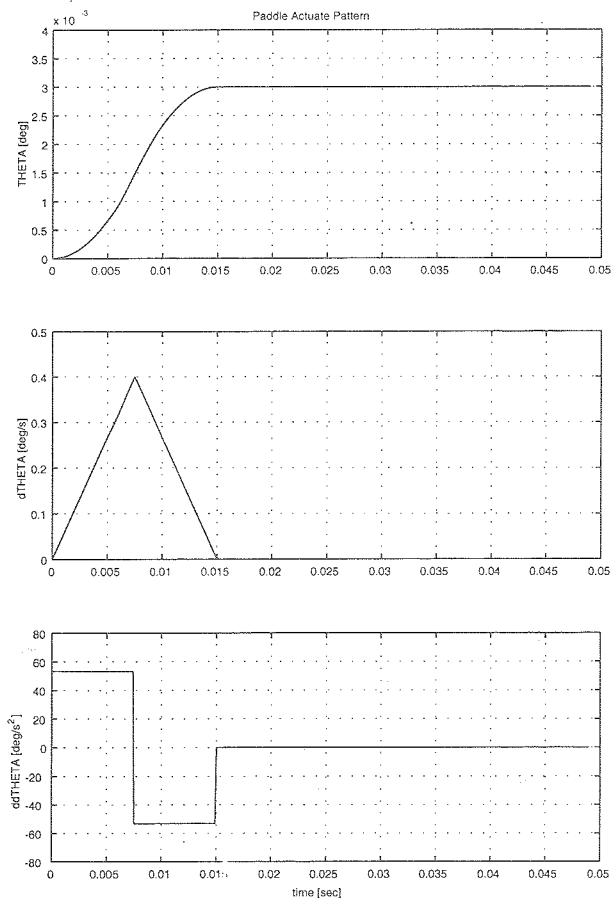 Paddle Actuate Pattern
x 10⁻³
4
3.5
3
2.5
2
1.5
1
0.5
0
THETA [deg]
0 0.005 0.01 0.015 0.02 0.025 0.03 0.035 0.04 0.045 0.05
0.5
0.4
0.3
0.2
0.1
0
dTHETA [deg/s]
0 0.005 0.01 0.015 0.02 0.025 0.03 0.035 0.04 0.045 0.05
80
60
40
20
0
-20
-40
-60
-80
ddTHETA [deg/s²]
0 0.005 0.01 0.015 0.02 0.025 0.03 0.035 0.04 0.045 0.05
time [sec]